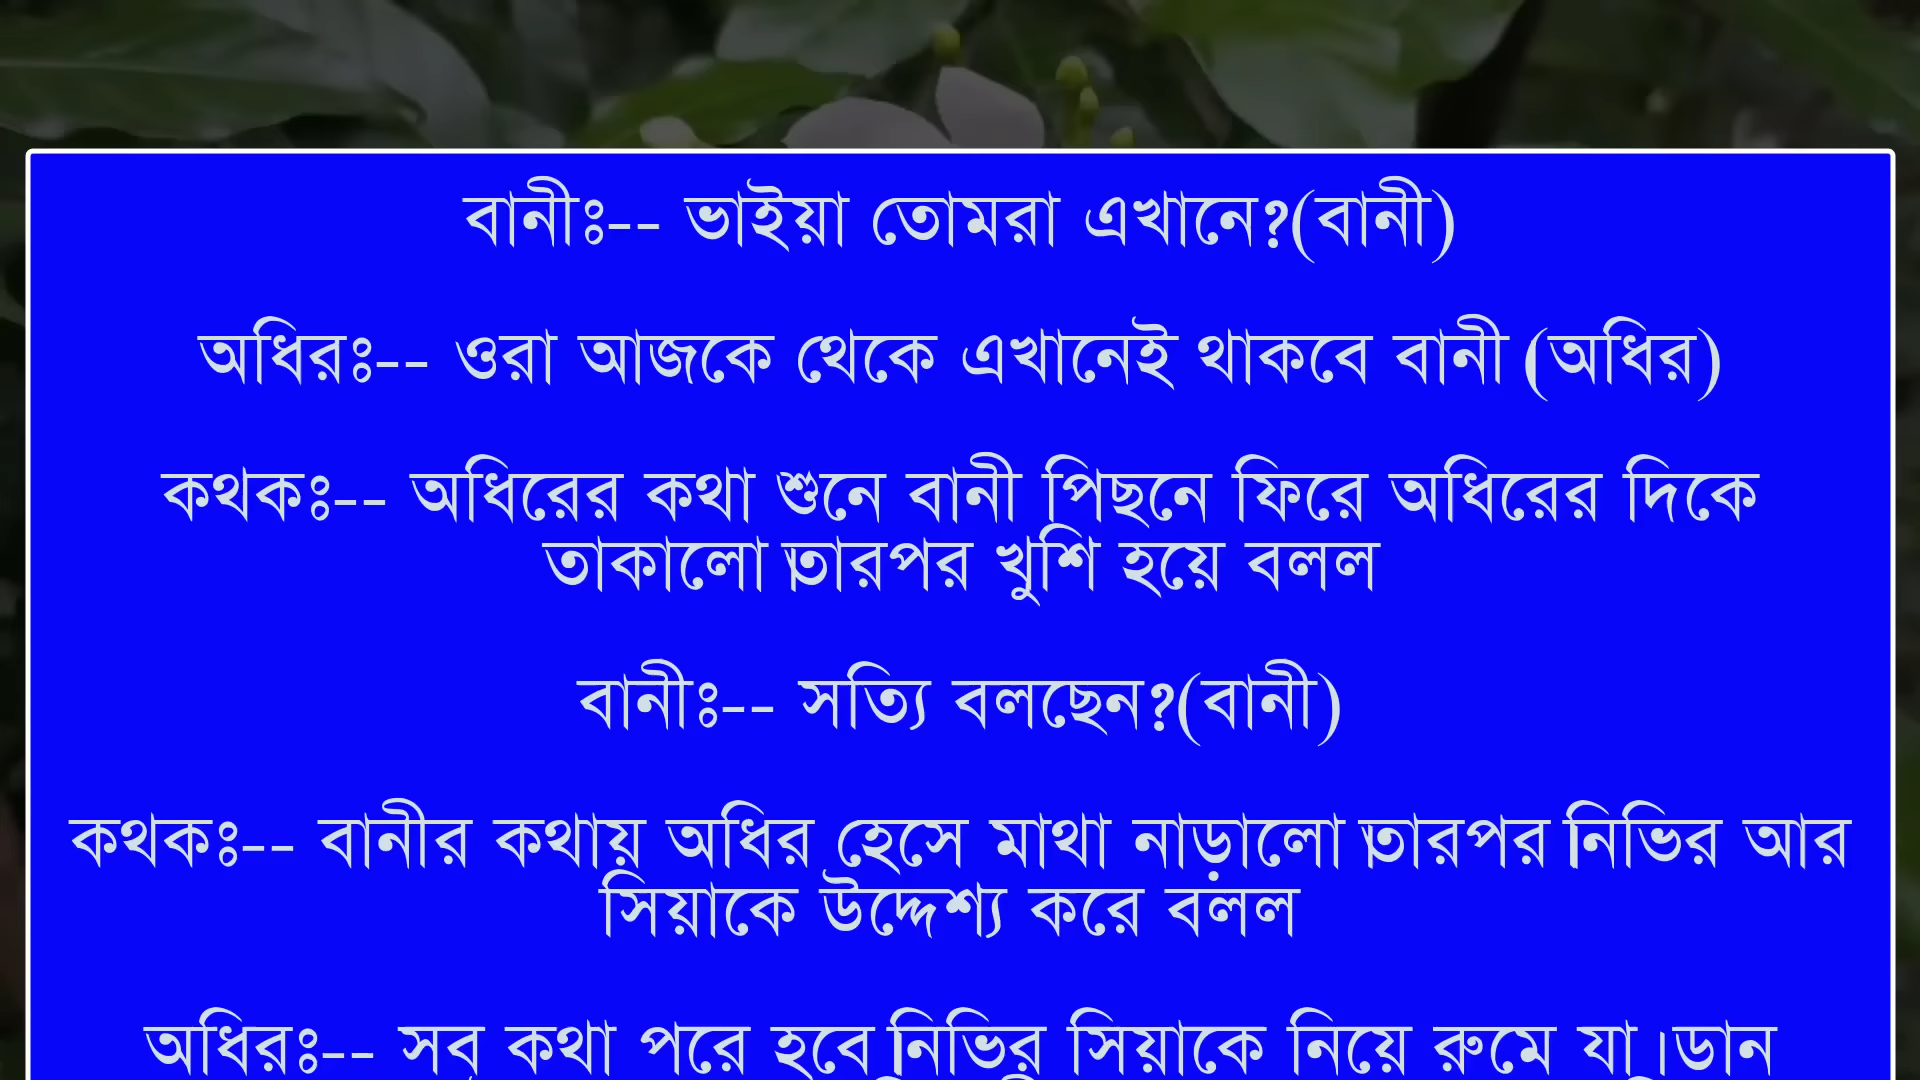 বানীঃ-- ভাইয়া তোমরা এখানে?(বানী)
অধিরঃ-- ওরা আজকে থেকে এখানেই থাকবে বানী (অধির)
কথকঃ-- অধিরের কথা শুনে বানী পিছনে ফিরে অধিরের দিকে
তাকালো তারপর খুশি হয়ে বলল
বানীঃ-- সত্যি বলছেন?(বানী)
কথকঃ-- বানীর কথায় অধির হেসে মাথা নাড়ালো তারপর নিভির আর
সিয়াকে উদ্দেশ্য করে বলল
অধিরঃ-- সব কথা পরে হবে নিভির সিয়াকে নিয়ে রুমে যা।ডান